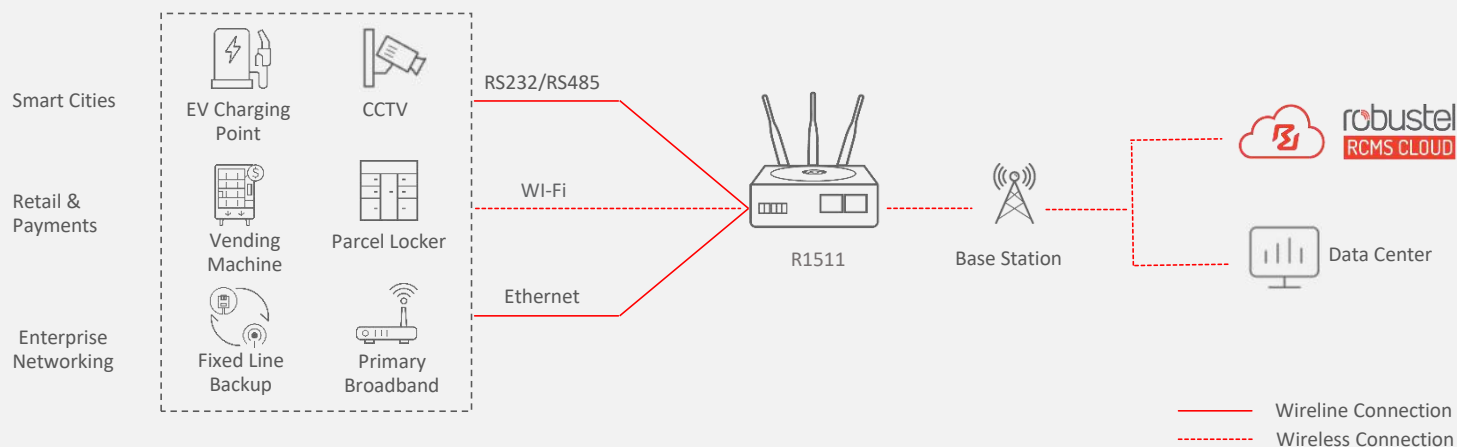 Smart Cities
EV Charging
Point
CCTV
Retail &
Payments
$
Vending
Machine
Parcel Locker
Enterprise
Networking
Fixed Line
Backup
Primary
Broadband
RS232/RS485
WI-Fi
Ethernet
R1511
Base Station
robustel
RCMS CLOUD
Data Center
Wireline Connection
Wireless Connection